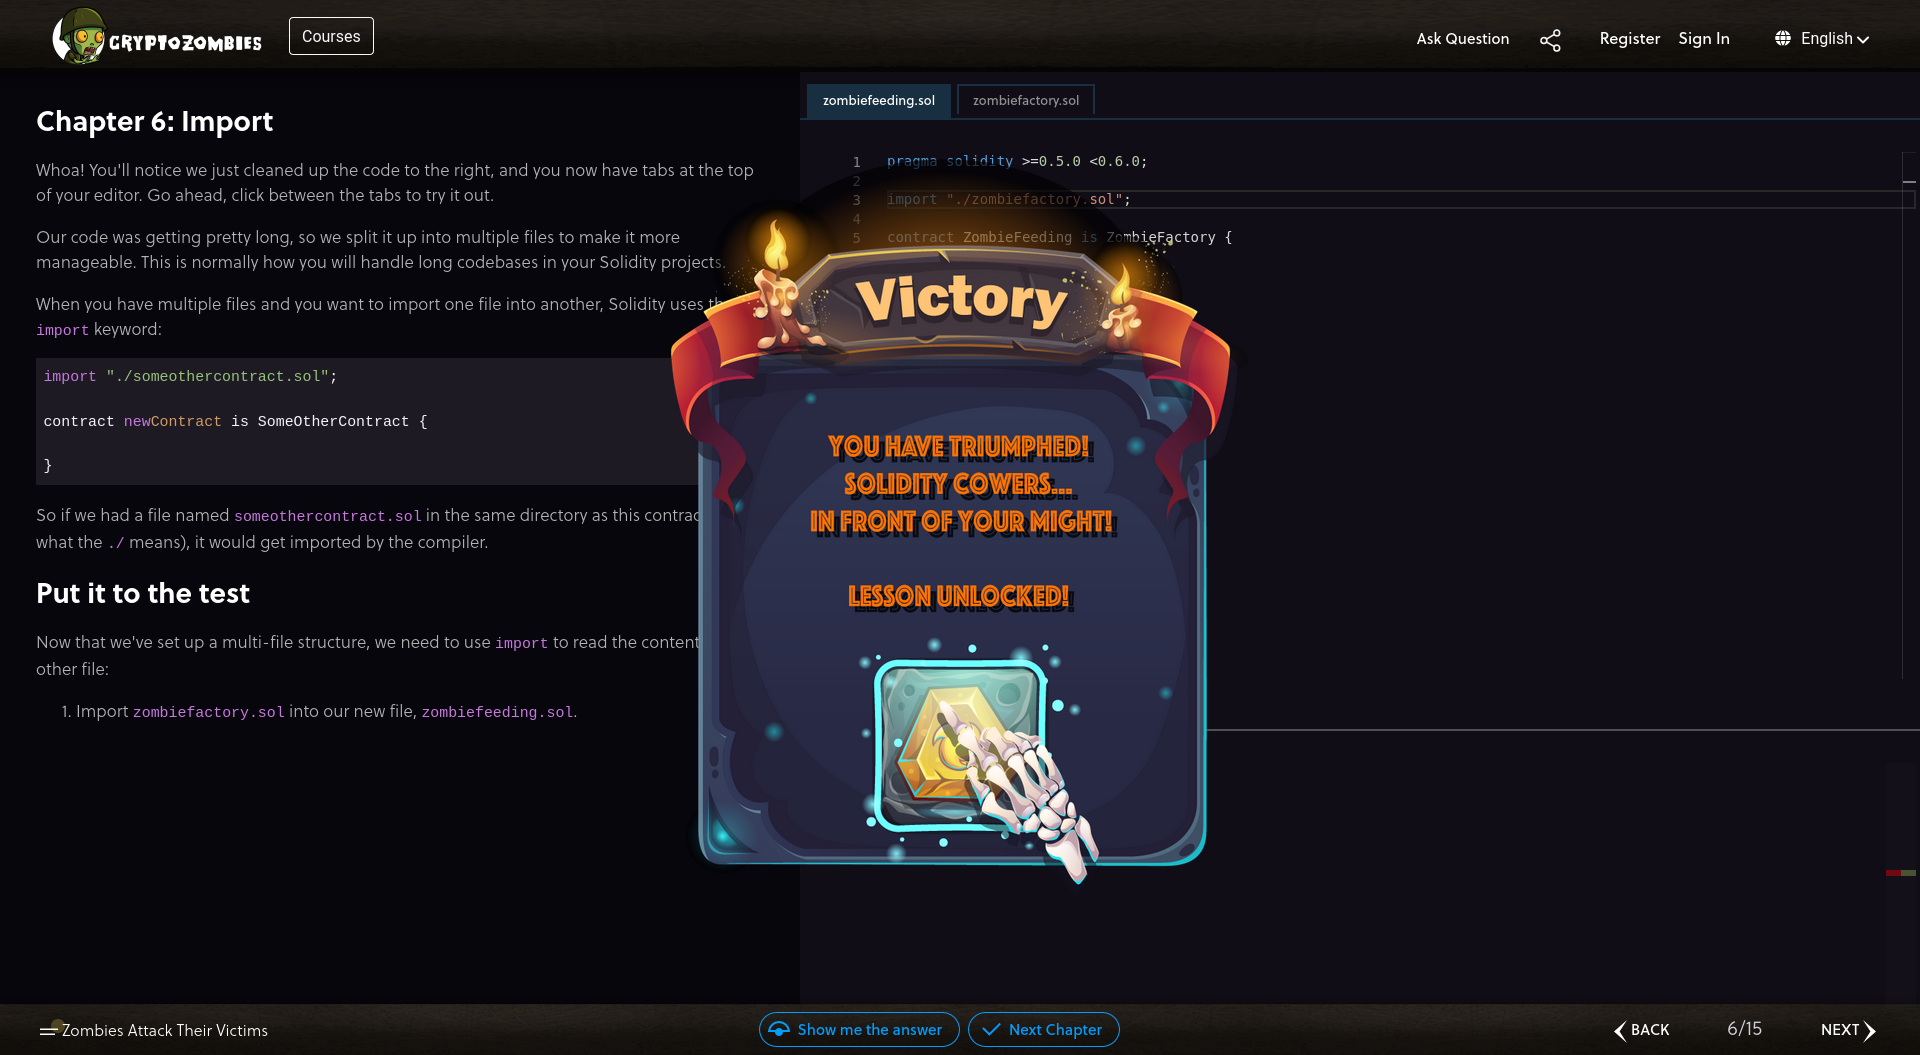 CRYPTOZOMBIES
Courses
Ask Question
Register
Sign In
English
Chapter 6: Import
Whoa! You'll notice we just cleaned up the code to the right, and you now have tabs at the top
of your editor. Go ahead, click between the tabs to try it out.
Our code was getting pretty long, so we split it up into multiple files to make it more
manageable. This is normally how you will handle long codebases in your Solidity projects.
When you have multiple files and you want to import one file into another, Solidity uses
import keyword:
import "./someothercontract.sol";
contract newContract is SomeOtherContract {
}
So if we had a file named someothercontract.sol in the same directory as this
what the ./ means), it would get imported by the compiler.
Put it to the test
Now that we've set up a multi-file structure, we need to use import to read the
other file:
1. Import zombiefactory.sol into our new file, zombiefeeding.sol.
zombiefeeding.sol
zombiefactory.sol
1 pragma solidity >=0.5.0 <0.6.0;
2
3 import "./zombiefactory.sol";
4
5 contract ZombieFeeding is ZombieFactory {
Victory
YOU HAVE TRIUMPHED!
SOLIDITY COWERS...
IN FRONT OF YOUR MIGHT!
LESSON UNLOCKED!
Zombies Attack Their Victims
Show me the answer
Next Chapter
BACK
6/15
NEXT